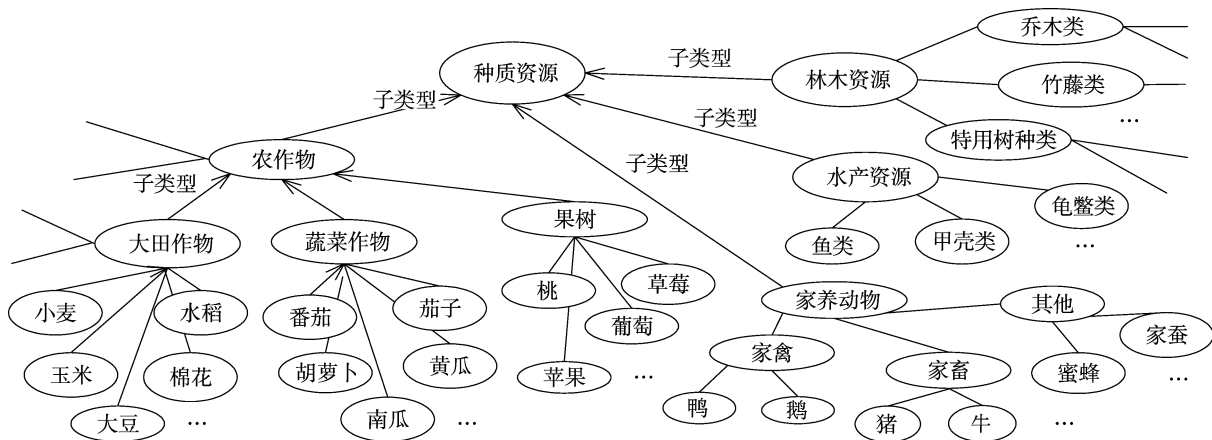 乔木类
种质资源
子类型
林木资源
竹藤类
子类型
子类型
...
特用树种类
农作物
子类型
子类型
水产资源
龟鳖类
果树
大田作物
蔬菜作物
鱼类
甲壳类
...
桃
草莓
家养动物
其他
小麦
水稻
番茄
茄子
葡萄
家蚕
家禽
玉米
棉花
胡萝卜
黄瓜
苹果
...
家畜
蜜蜂
...
大豆
...
南瓜
...
鸭
鹅
猪
牛
...